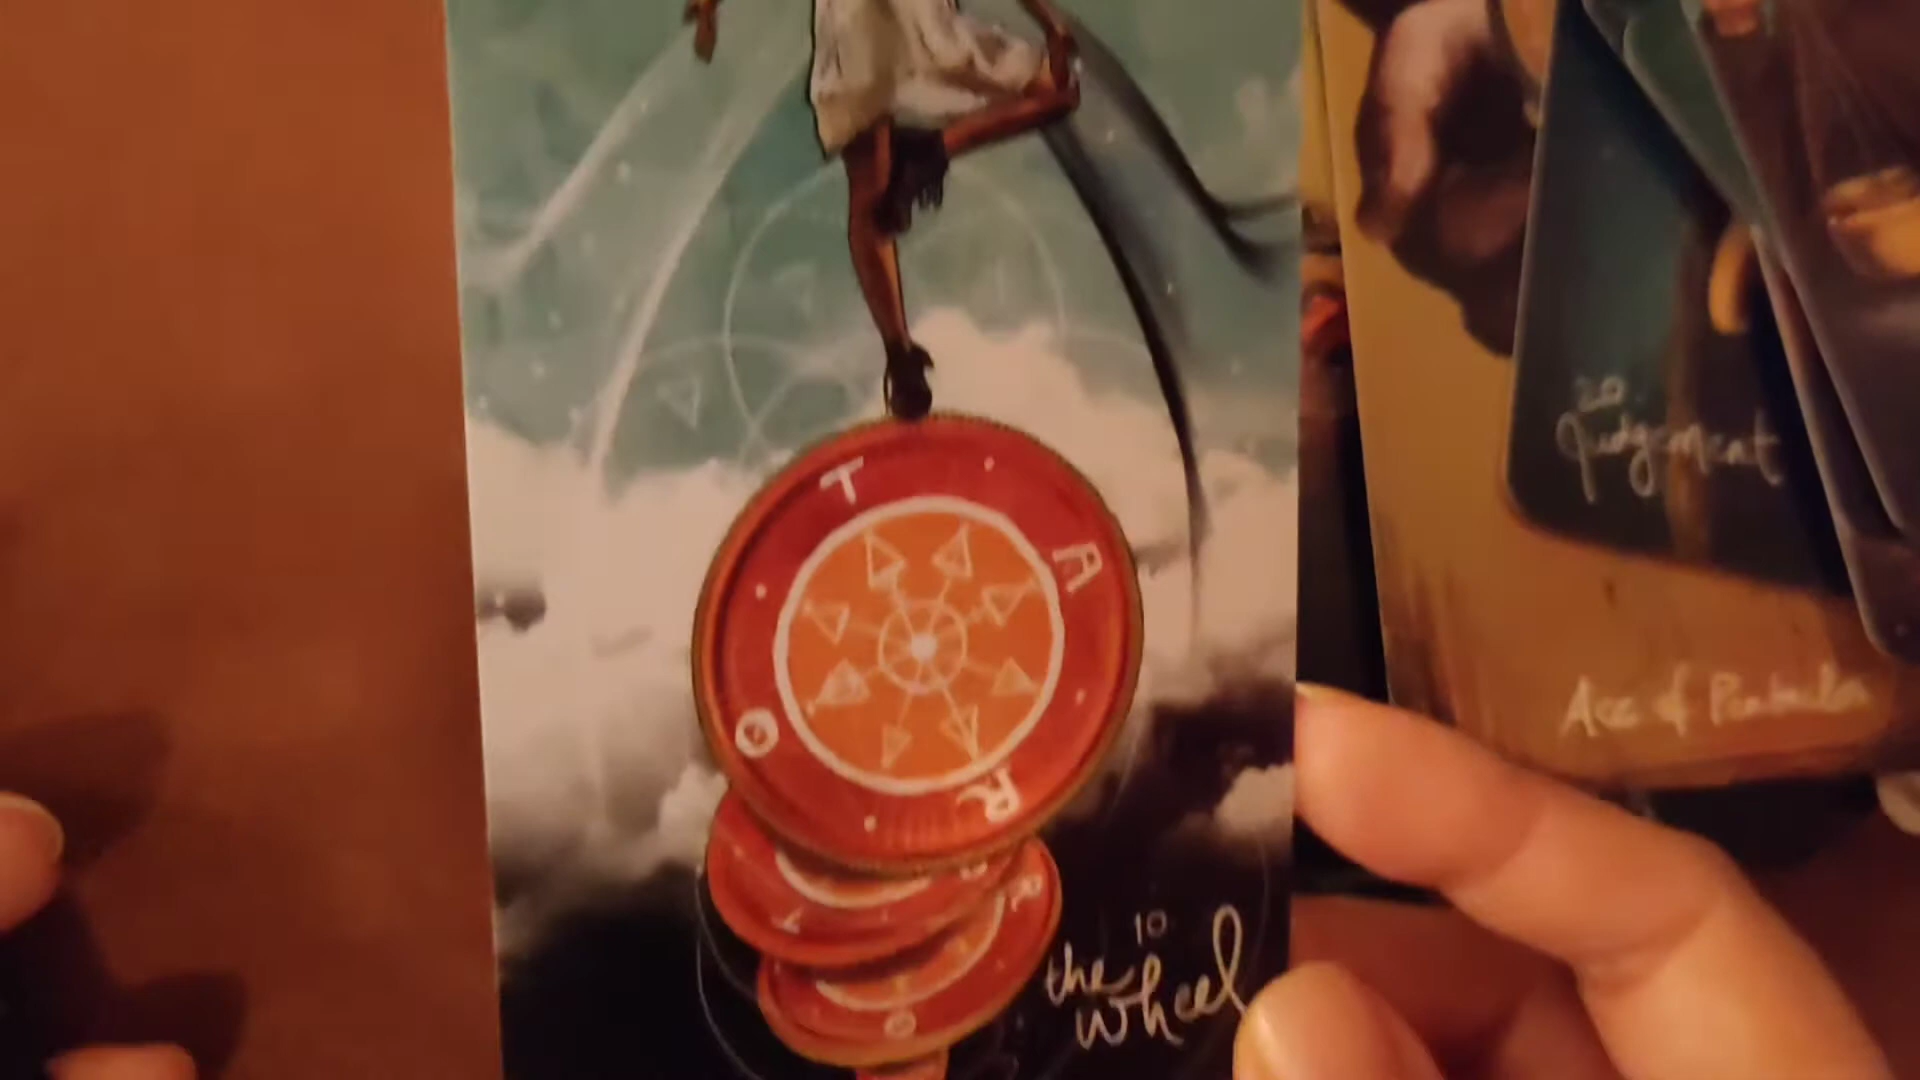 T A R O
10
the
wheel
20
Judgement
Ace of Pentacles